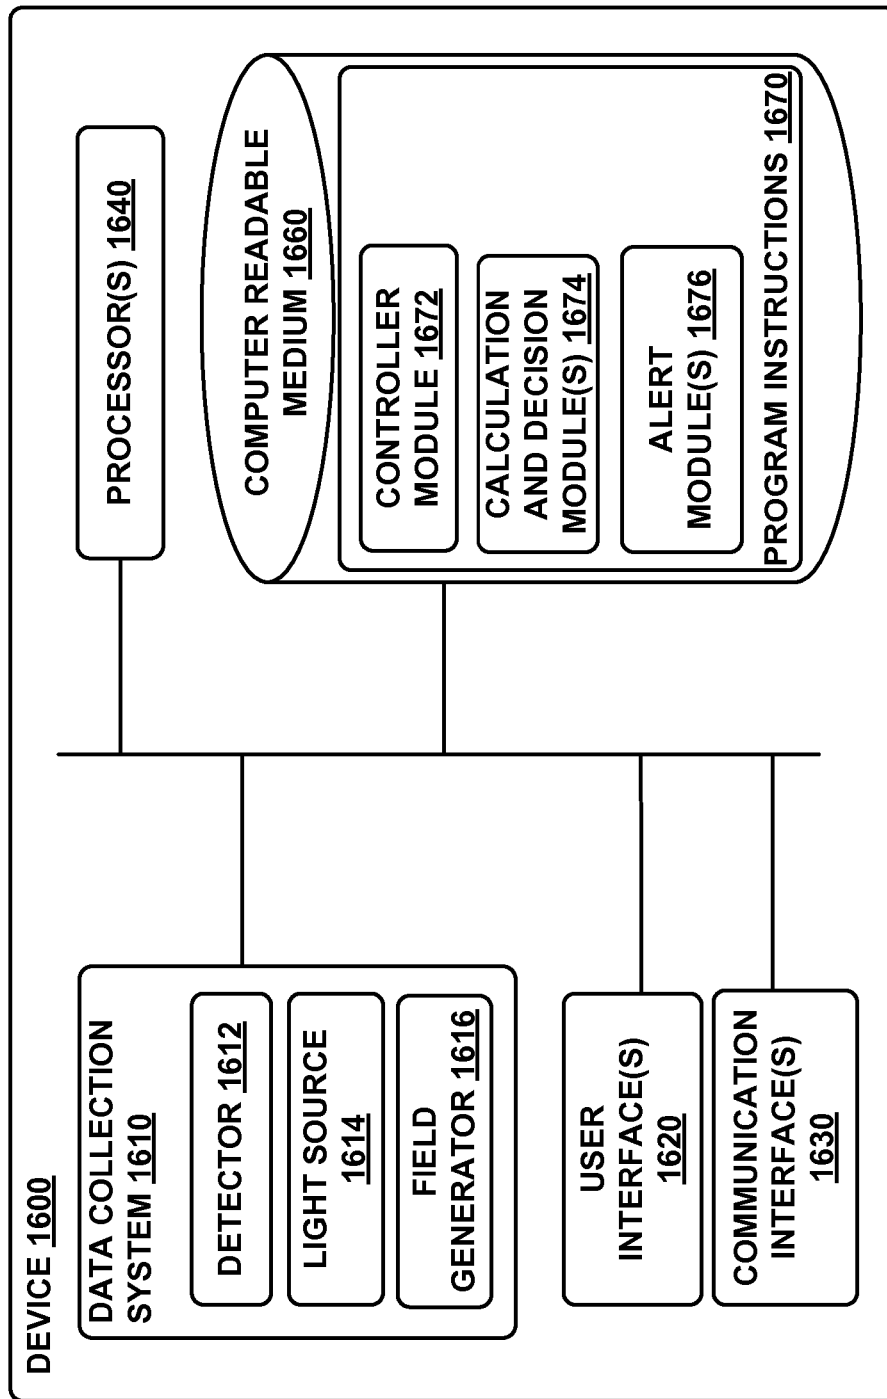 DEVICE 1600
DATA COLLECTION
SYSTEM 1610
DETECTOR 1612
LIGHT SOURCE
1614
FIELD
GENERATOR 1616
USER
INTERFACE(S)
1620
COMMUNICATION
INTERFACE(S)
1630
PROCESSOR(S) 1640
COMPUTER READABLE
MEDIUM 1660
CONTROLLER
MODULE 1672
CALCULATION
AND DECISION
MODULE(S) 1674
ALERT
MODULE(S) 1676
PROGRAM INSTRUCTIONS 1670